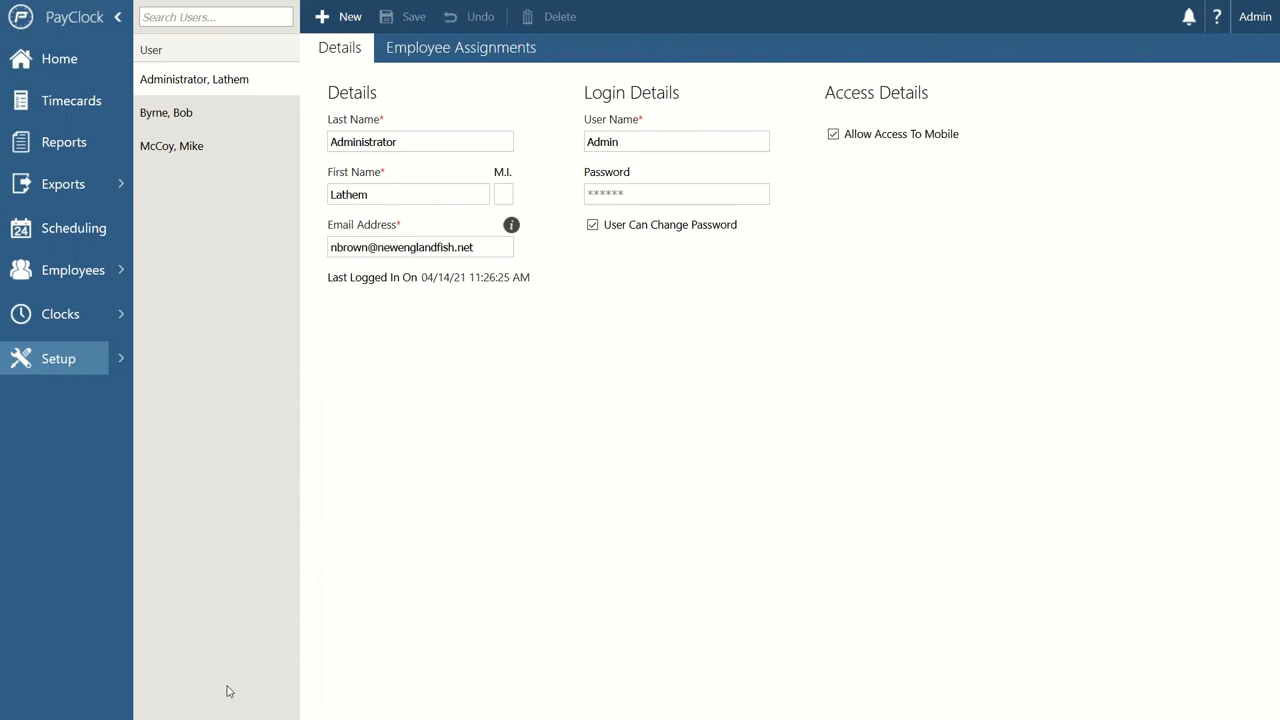 PayClock
Home
Timecards
Reports
Exports
24
Scheduling
Employees
Clocks
Setup
Search Users...
User
Administrator, Lathem
Byrne, Bob
McCoy, Mike
New Save Undo Delete ? Admin
Details Employee Assignments
Details
Last Name*
Administrator
First Name* M.I.
Lathem
Email Address* i
nbrown@newenglandfish.net
Last Logged In On 04/14/21 11:26:25 AM
Login Details
User Name*
Admin
Password
******
User Can Change Password
Access Details
Allow Access To Mobile